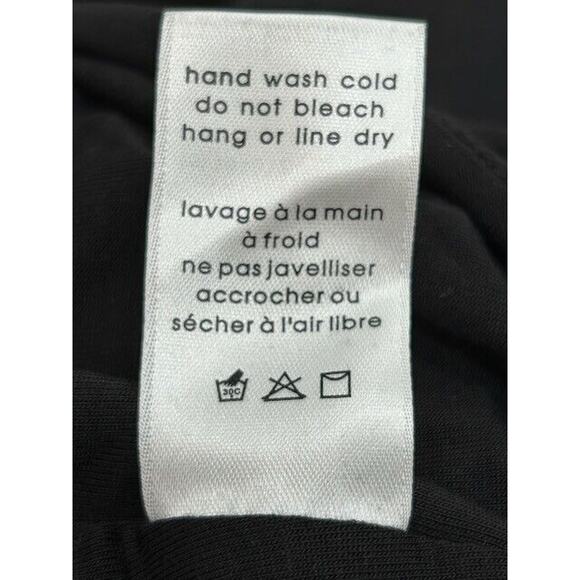 hand wash cold
do not bleach
hang or line dry
lavage à la main
à froid
ne pas javelliser
accrocher ou
sécher à l'air libre
30C